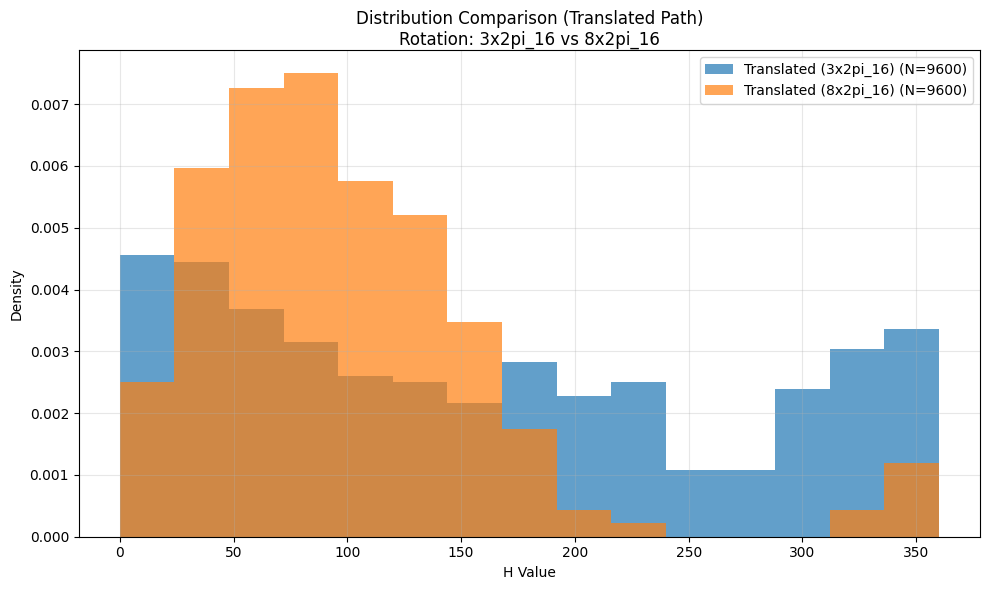 Distribution Comparison (Translated Path)
Rotation: 3x2pi_16 vs 8x2pi_16
Translated (3x2pi_16) (N=9600)
Translated (8x2pi_16) (N=9600)
Density
0.007
0.006
0.005
0.004
0.003
0.002
0.001
0.000
0 50 100 150 200 250 300 350
H Value